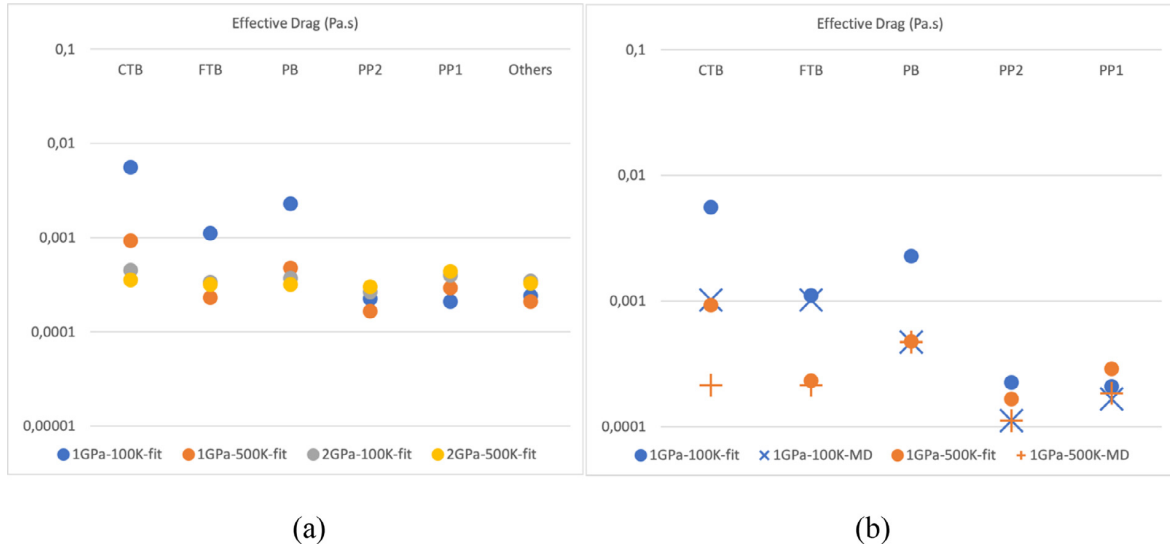 Effective Drag (Pa.s)
0,1
CTB FTB PB PP2 PP1 Others
0,01
0,001
0,0001
0,00001
1GPa-100K-fit 1GPa-500K-fit 2GPa-100K-fit 2GPa-500K-fit
(a)
Effective Drag (Pa.s)
0,1
CTB FTB PB PP2 PP1
0,01
0,001
0,0001
1GPa-100K-fit 1GPa-100K-MD 1GPa-500K-fit 1GPa-500K-MD
(b)